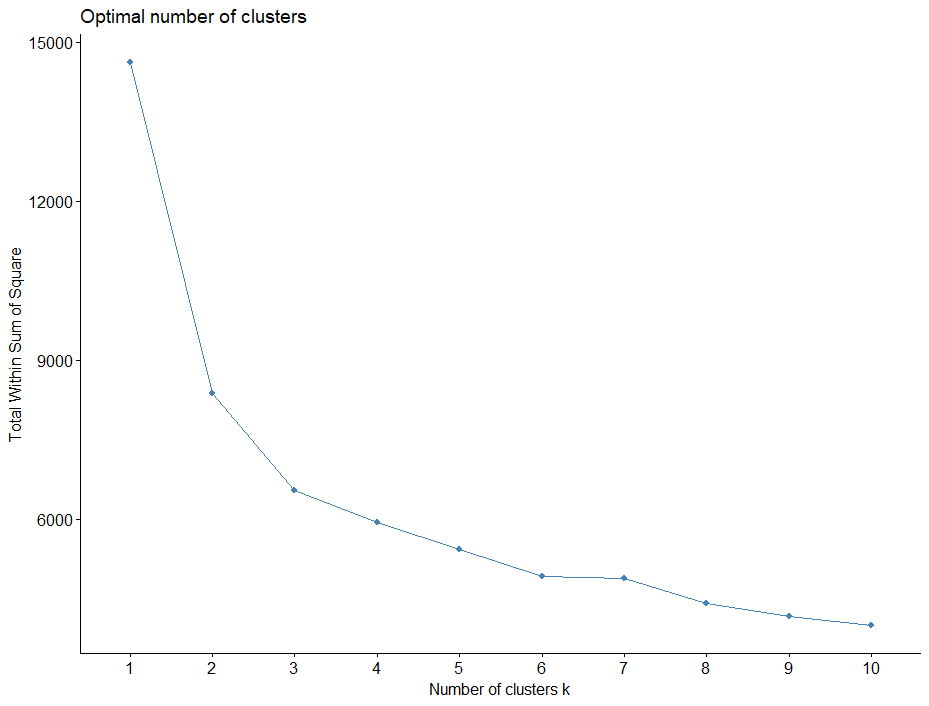 Optimal number of clusters
15000
12000
9000
6000
Total Within Sum of Square
1 2 3 4 5 6 7 8 9 10
Number of clusters k